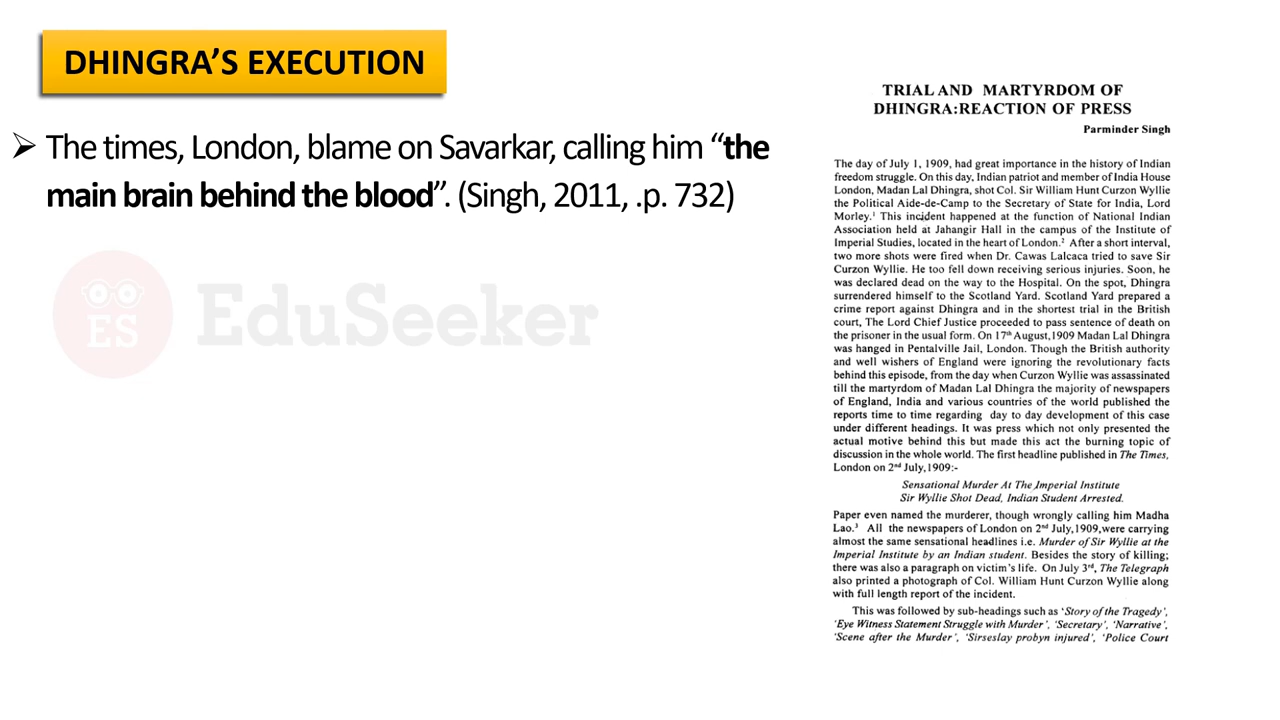 DHINGRA'S EXECUTION
➢ The times, London, blame on Savarkar, calling him “the
main brain behind the blood”. (Singh, 2011, .p. 732)
ES
EduSeeker
TRIAL AND MARTYRDOM OF
DHINGRA:REACTION OF PRESS
Parminder Singh
The day of July 1, 1909, had great importance in the history of Indian
freedom struggle. On this day, Indian patriot and member of India House
London, Madan Lal Dhingra, shot Col. Sir William Hunt Curzon Wyllie
the Political Aide-de-Camp to the Secretary of State for India, Lord
Morley.¹ This incident happened at the function of National Indian
Association held at Jahangir Hall in the campus of the Institute of
Imperial Studies, located in the heart of London.² After a short interval,
two more shots were fired when Dr. Cawas Lalcaca tried to save Sir
Curzon Wyllie. He too fell down receiving serious injuries. Soon, he
was declared dead on the way to the Hospital. On the spot, Dhingra
surrendered himself to the Scotland Yard. Scotland Yard prepared a
crime report against Dhingra and in the shortest trial in the British
court, The Lord Chief Justice proceeded to pass sentence of death on
the prisoner in the usual form. On 17th August,1909 Madan Lal Dhingra
was hanged in Pentalville Jail, London. Though the British authority
and well wishers of England were ignoring the revolutionary facts
behind this episode, from the day when Curzon Wyllie was assassinated
till the martyrdom of Madan Lal Dhingra the majority of newspapers
of England, India and various countries of the world published the
reports time to time regarding day to day development of this case
under different headings. It was press which not only presented the
actual motive behind this but made this act the burning topic of
discussion in the whole world. The first headline published in The Times,
London on 2nd July,1909:-
Sensational Murder At The Imperial Institute
Sir Wyllie Shot Dead, Indian Student Arrested.
Paper even named the murderer, though wrongly calling him Madha
Lao.³ All the newspapers of London on 2nd July,1909,were carrying
almost the same sensational headlines i.e. Murder of Sir Wyllie at the
Imperial Institute by an Indian student. Besides the story of killing;
there was also a paragraph on victim's life. On July 3rd, The Telegraph
also printed a photograph of Col. William Hunt Curzon Wyllie along
with full length report of the incident.
This was followed by sub-headings such as ‘Story of the Tragedy’,
‘Eye Witness Statement Struggle with Murder’, ‘Secretary’, ‘Narrative’,
‘Scene after the Murder’, ‘Sirseslay probyn injured’, ‘Police Court